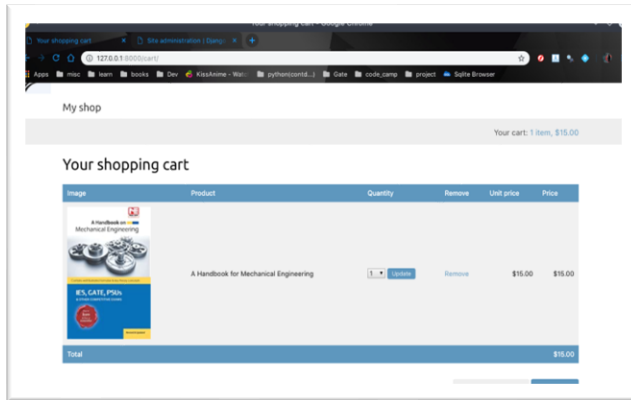 Your shopping cart - Google Chrome
Your shopping cart × Site administration | Djang × +
127.0.0.1:8000/cart/
Apps misc learn books Dev KissAnime - Watc python(contd...) Gate code_camp project Sqlite Browser
My shop
Your cart: 1 item, $15.00
Your shopping cart
Image Product Quantity Remove Unit price Price
A Handbook on
Mechanical Engineering
IES, GATE, PSUs
A Handbook for Mechanical Engineering 1 Update Remove $15.00 $15.00
Total $15.00